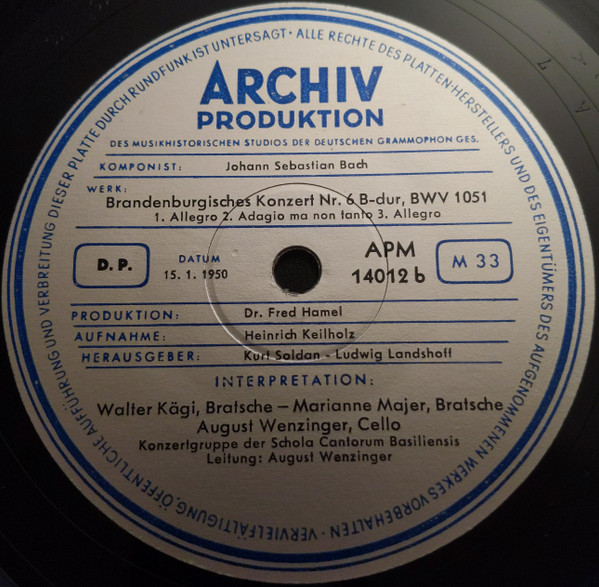 VERVIELFÄLTIGUNG, ÖFFENTLICHE AUFFÜHRUNG UND VERBREITUNG DIESER PLATTE DURCH RUNDFUNK IST UNTERSAGT · ALLE RECHTE DES PLATTEN-HERSTELLERS UND DES EIGENTÜMERS DES AUFGENOMMENEN WERKES VORBEHALTEN ·
ARCHIV
PRODUKTION
DES MUSIKHISTORISCHEN STUDIOS DER DEUTSCHEN GRAMMOPHON GES.
KOMPONIST: Johann Sebastian Bach
WERK: Brandenburgisches Konzert Nr. 6 B-dur, BWV 1051
1. Allegro 2. Adagio ma non tanto 3. Allegro
D. P.
DATUM
15. 1. 1950
APM
14012 b
M 33
PRODUKTION: Dr. Fred Hamel
AUFNAHME: Heinrich Keilholz
HERAUSGEBER: Kurt Soldan - Ludwig Landshoff
INTERPRETATION:
Walter Kägi, Bratsche – Marianne Majer, Bratsche
August Wenzinger, Cello
Konzertgruppe der Schola Cantorum Basiliensis
Leitung: August Wenzinger